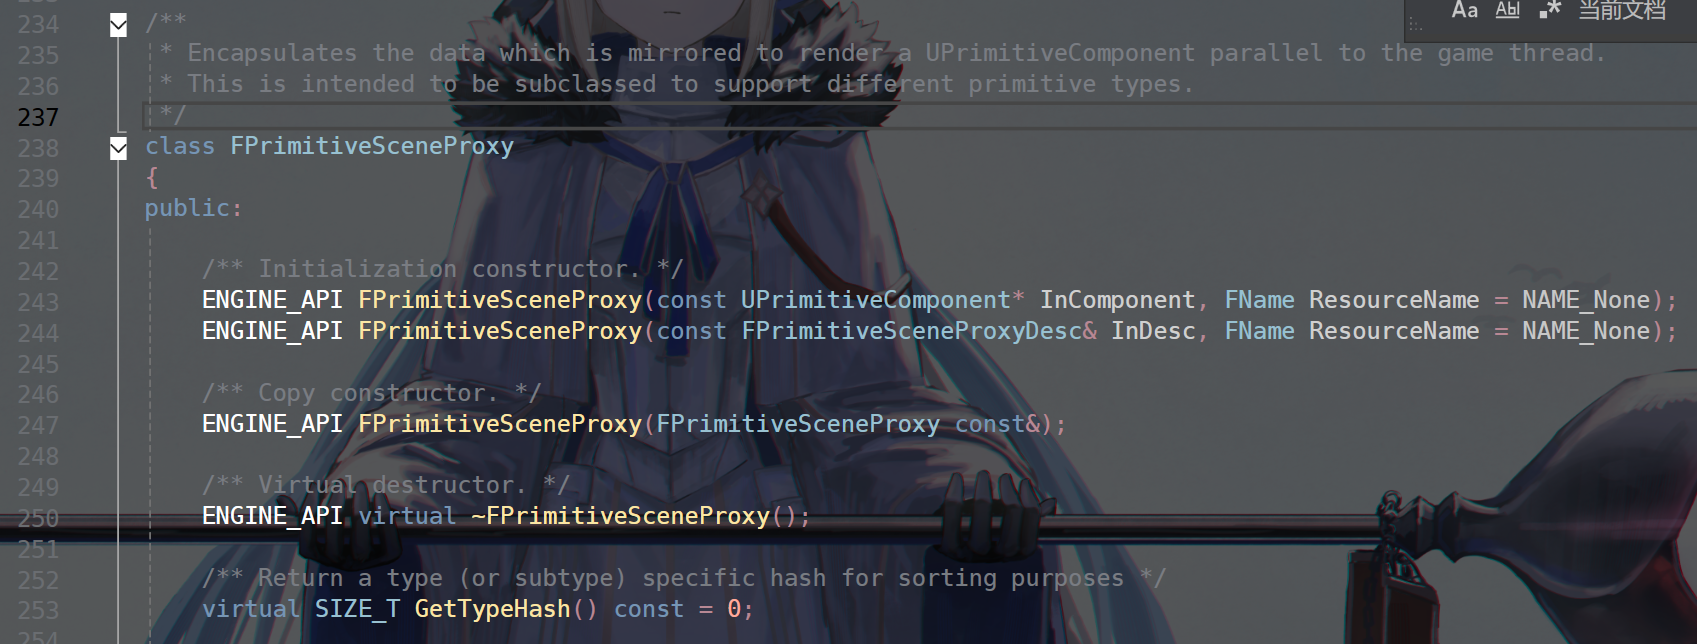 Aa Abl .* 当前文档
234 /**
235 * Encapsulates the data which is mirrored to render a UPrimitiveComponent parallel to the game thread.
236 * This is intended to be subclassed to support different primitive types.
237 */
238 class FPrimitiveSceneProxy
239 {
240 public:
241
242 /** Initialization constructor. */
243 ENGINE_API FPrimitiveSceneProxy(const UPrimitiveComponent* InComponent, FName ResourceName = NAME_None);
244 ENGINE_API FPrimitiveSceneProxy(const FPrimitiveSceneProxyDesc& InDesc, FName ResourceName = NAME_None);
245
246 /** Copy constructor. */
247 ENGINE_API FPrimitiveSceneProxy(FPrimitiveSceneProxy const&);
248
249 /** Virtual destructor. */
250 ENGINE_API virtual ~FPrimitiveSceneProxy();
251
252 /** Return a type (or subtype) specific hash for sorting purposes */
253 virtual SIZE_T GetTypeHash() const = 0;
254